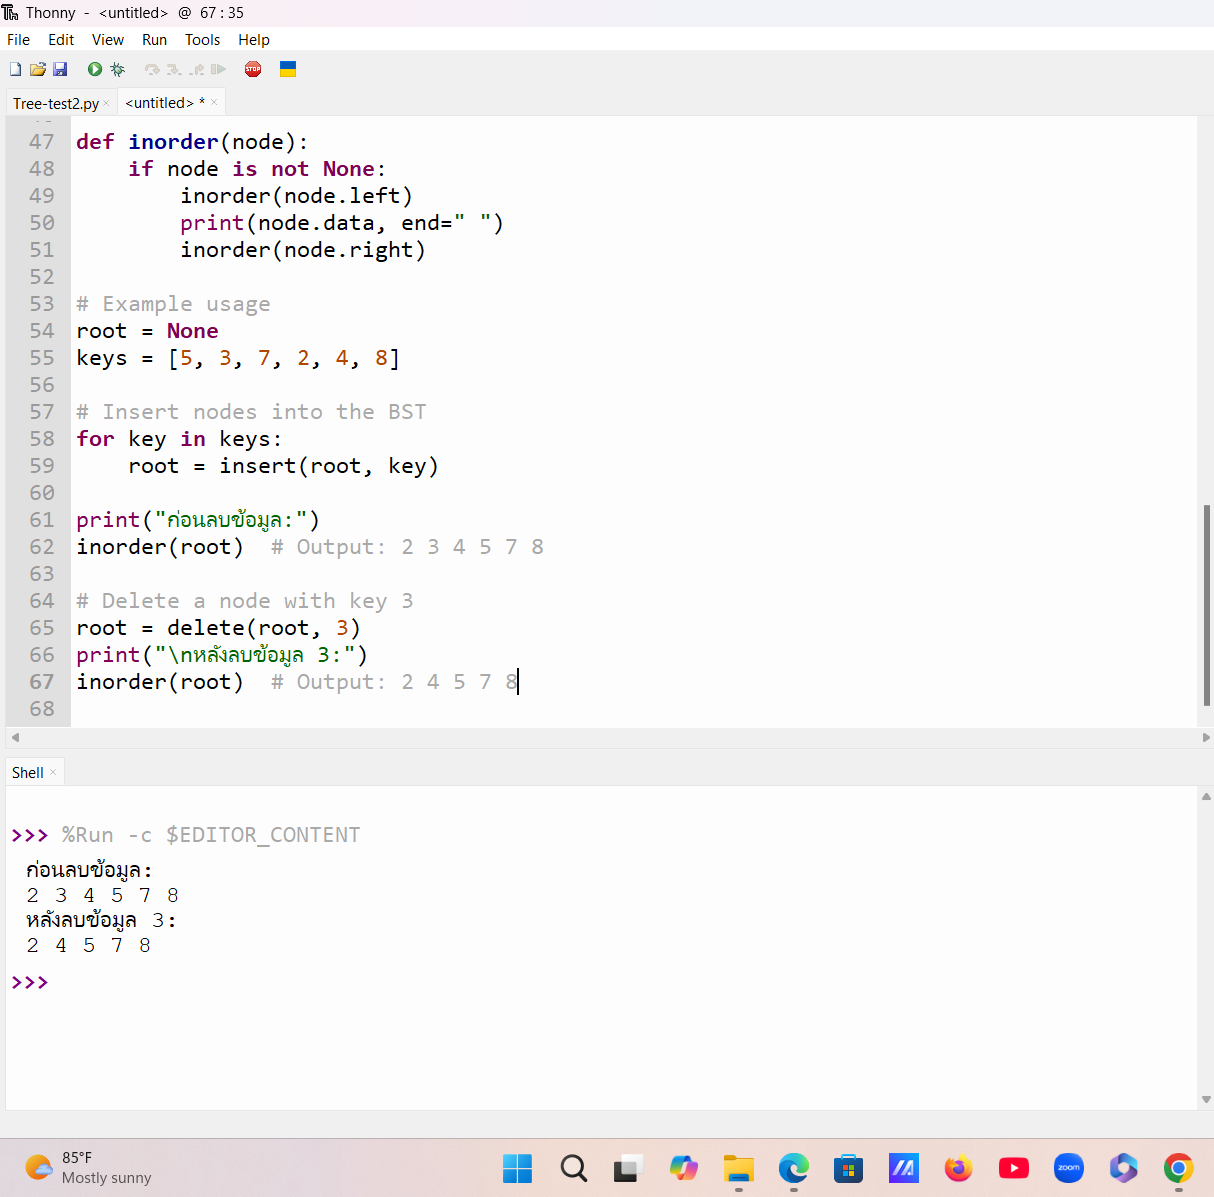 Thonny - <untitled> @ 67 : 35
File Edit View Run Tools Help
STOP
Tree-test2.py × <untitled> * ×
47 def inorder(node):
48     if node is not None:
49         inorder(node.left)
50         print(node.data, end=" ")
51         inorder(node.right)
52
53 # Example usage
54 root = None
55 keys = [5, 3, 7, 2, 4, 8]
56
57 # Insert nodes into the BST
58 for key in keys:
59     root = insert(root, key)
60
61 print("ก่อนลบข้อมูล:")
62 inorder(root)  # Output: 2 3 4 5 7 8
63
64 # Delete a node with key 3
65 root = delete(root, 3)
66 print("\nหลังลบข้อมูล 3:")
67 inorder(root)  # Output: 2 4 5 7 8
68
Shell ×
>>> %Run -c $EDITOR_CONTENT
ก่อนลบข้อมูล:
2 3 4 5 7 8
หลังลบข้อมูล 3:
2 4 5 7 8
>>>
85°F
Mostly sunny
zoom